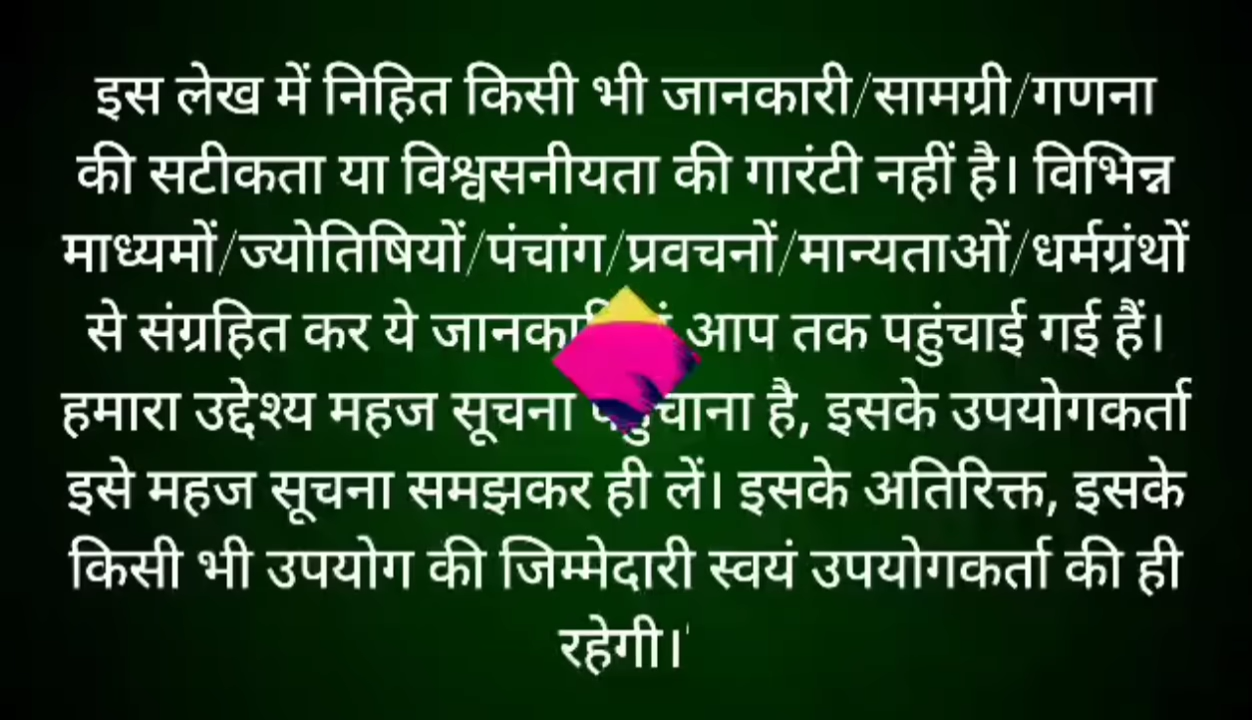 इस लेख में निहित किसी भी जानकारी/सामग्री/गणना
की सटीकता या विश्वसनीयता की गारंटी नहीं है। विभिन्न
माध्यमों/ज्योतिषियों/पंचांग/प्रवचनों/मान्यताओं/धर्मग्रंथों
से संग्रहित कर ये आप तक पहुंचाई गई हैं।
हमारा उद्देश्य महज सूचना है, इसके उपयोगकर्ता
इसे महज सूचना समझकर ही लें। इसके अतिरिक्त, इसके
किसी भी उपयोग की जिम्मेदारी स्वयं उपयोगकर्ता की ही
रहेगी।'